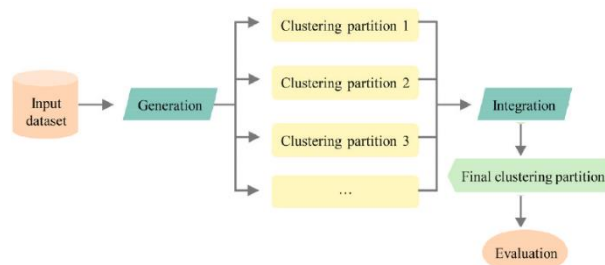 Input
dataset
Generation
Clustering partition 1
Clustering partition 2
Clustering partition 3
...
Integration
Final clustering partition
Evaluation